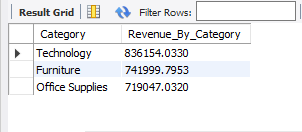 Result Grid Filter Rows:
Category Revenue_By_Category
Technology 836154.0330
Furniture 741999.7953
Office Supplies 719047.0320